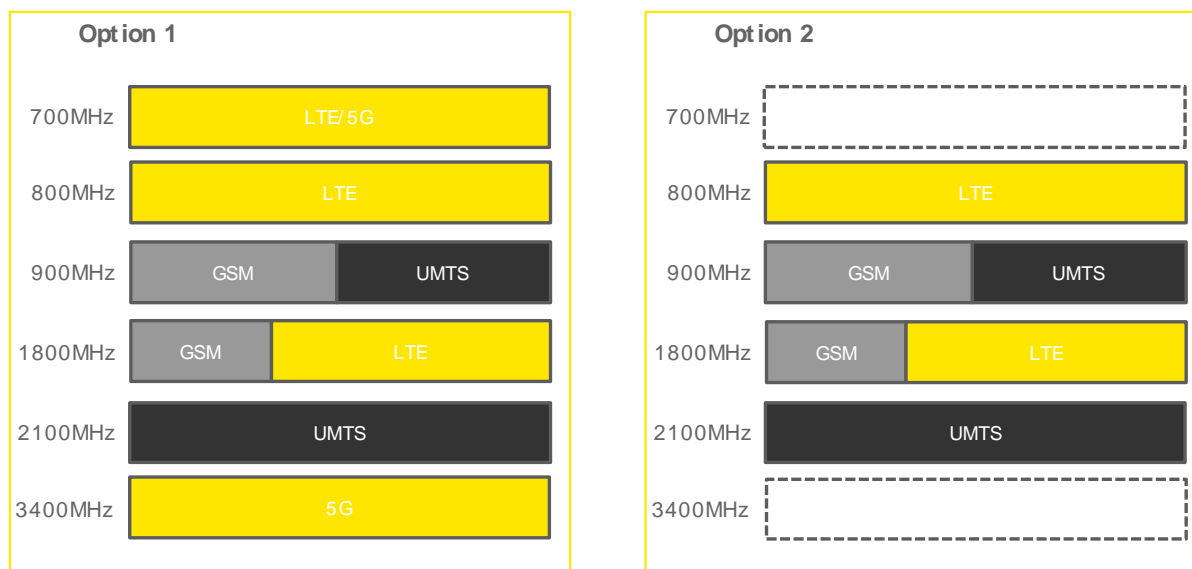 Option 1
700MHz
LTE/5G
800MHz
LTE
900MHz
GSM
UMTS
1800MHz
GSM
LTE
2100MHz
UMTS
3400MHz
5G
Option 2
700MHz
800MHz
LTE
900MHz
GSM
UMTS
1800MHz
GSM
LTE
2100MHz
UMTS
3400MHz